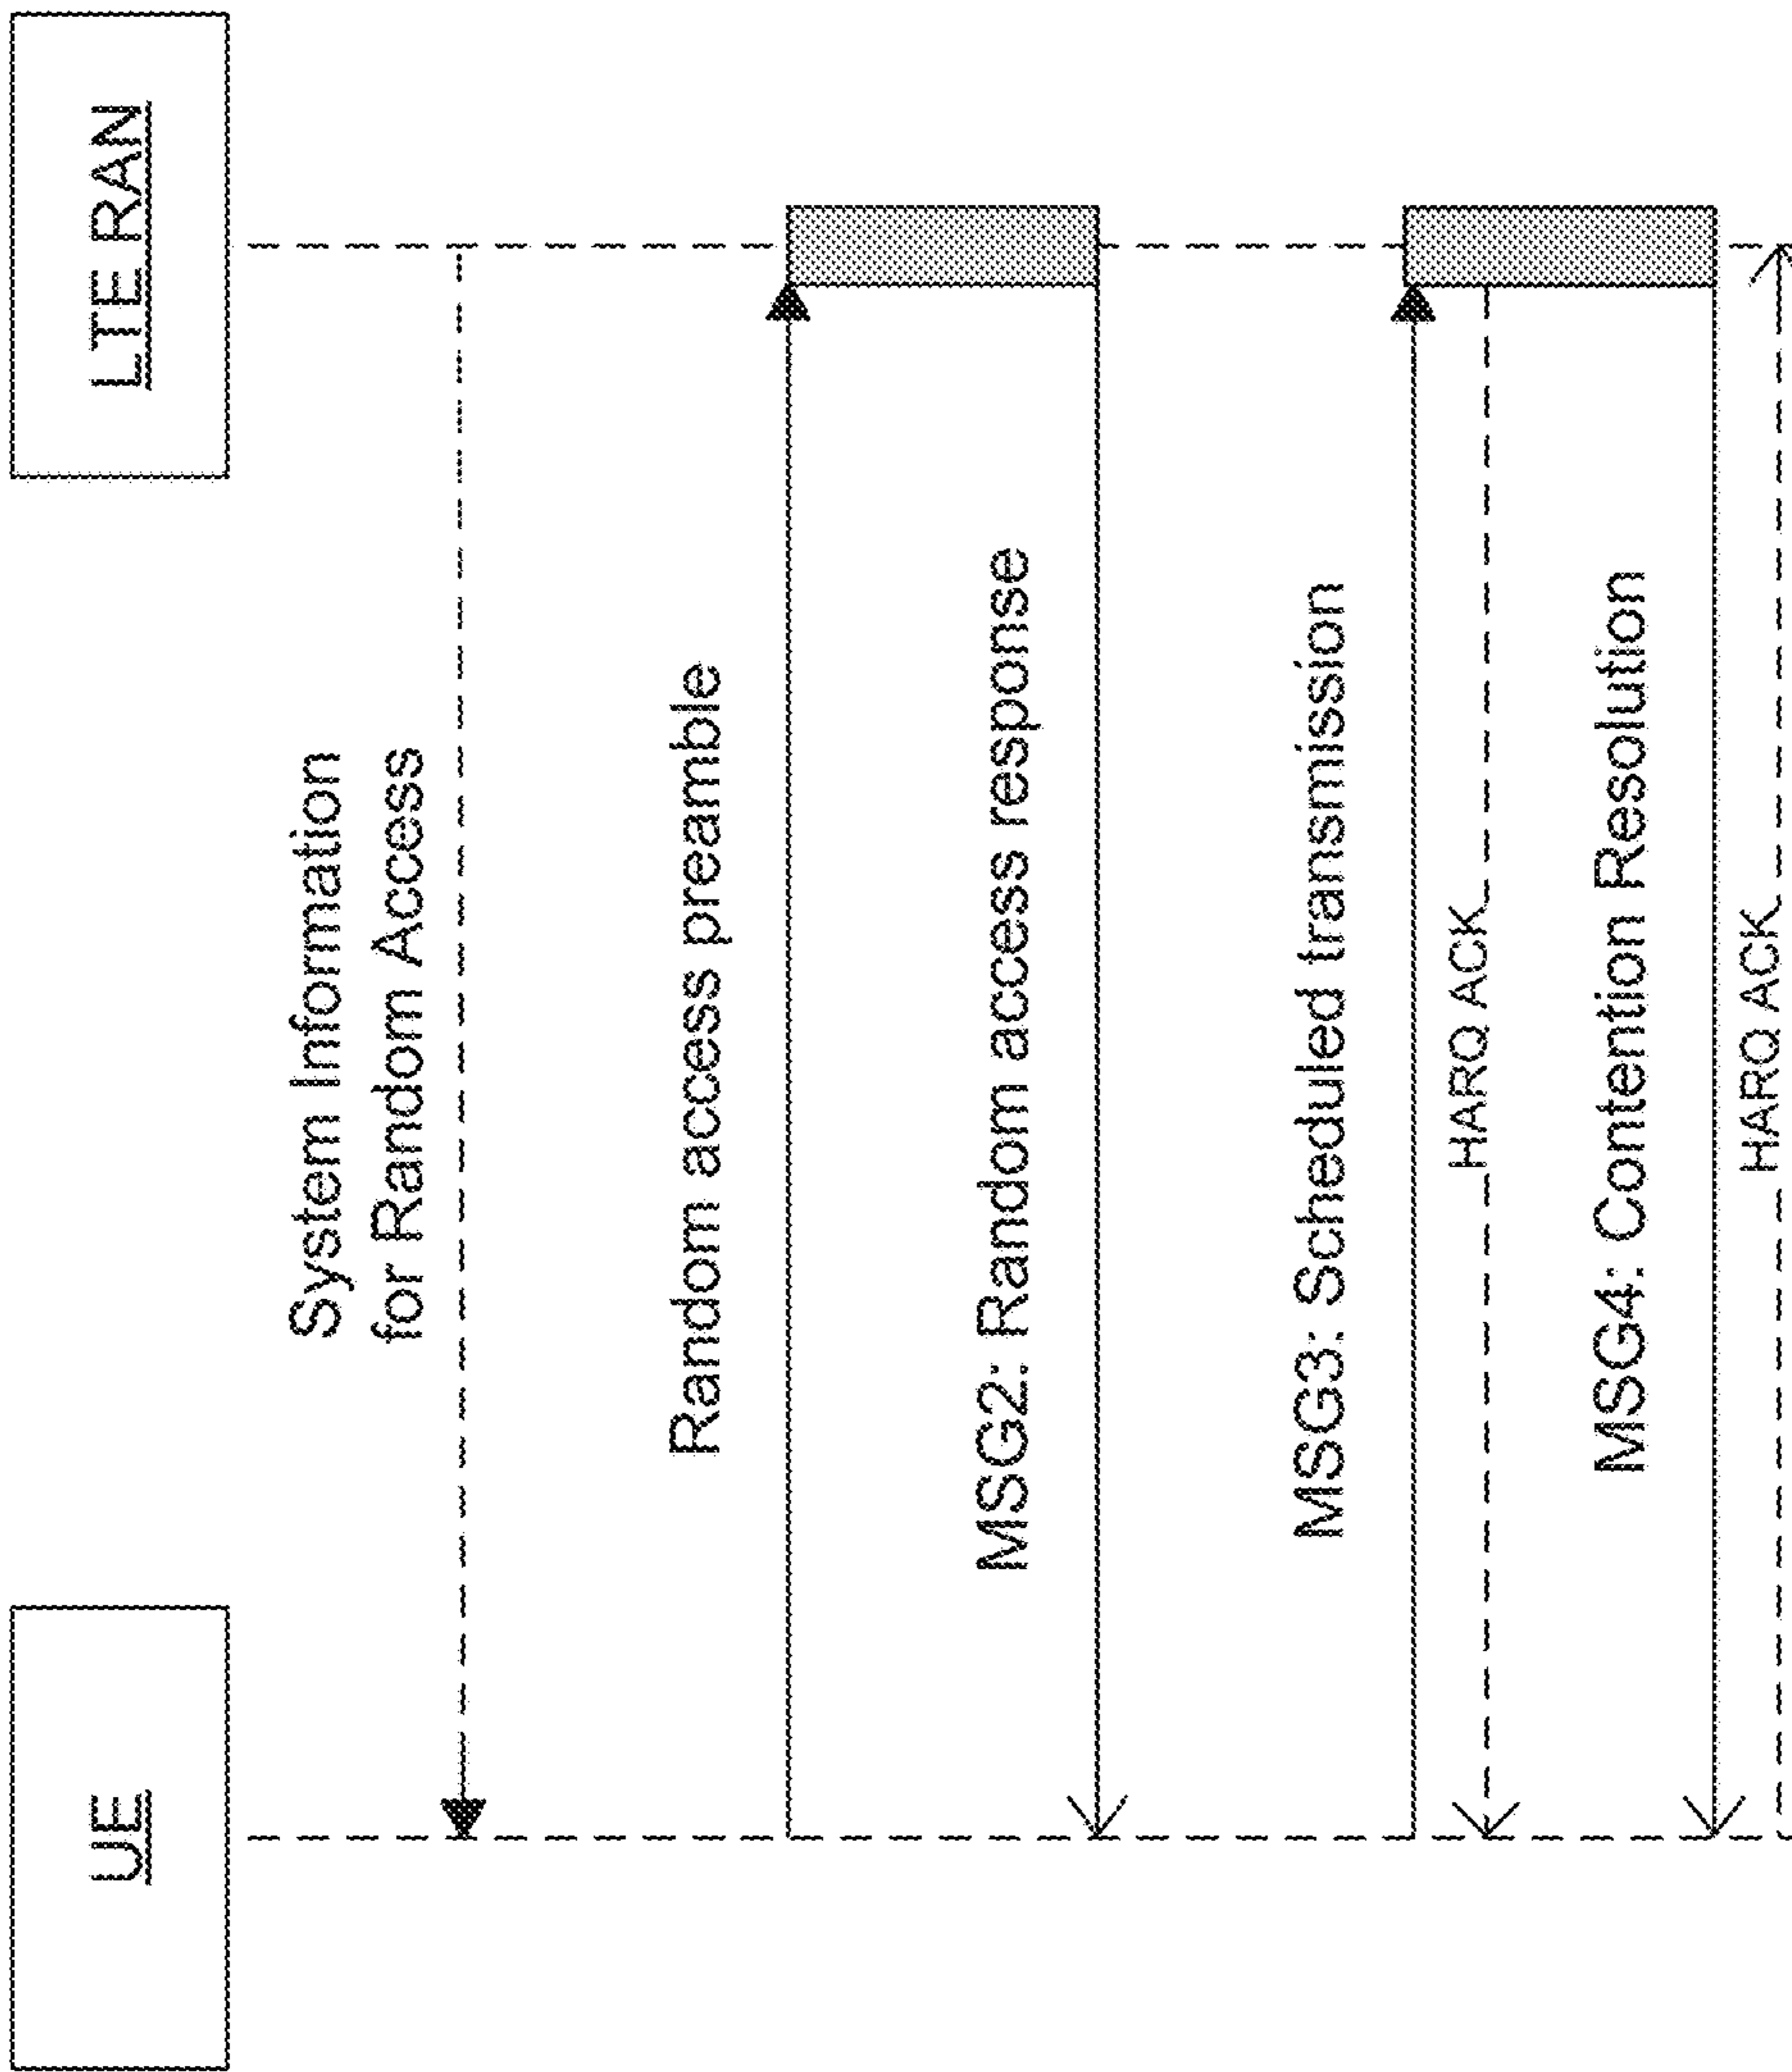 UE
LTE RAN
System Information
for Random Access
Random access preamble
MSG2: Random access response
MSG3: Scheduled transmission
HARQ ACK
MSG4: Contention Resolution
HARQ ACK